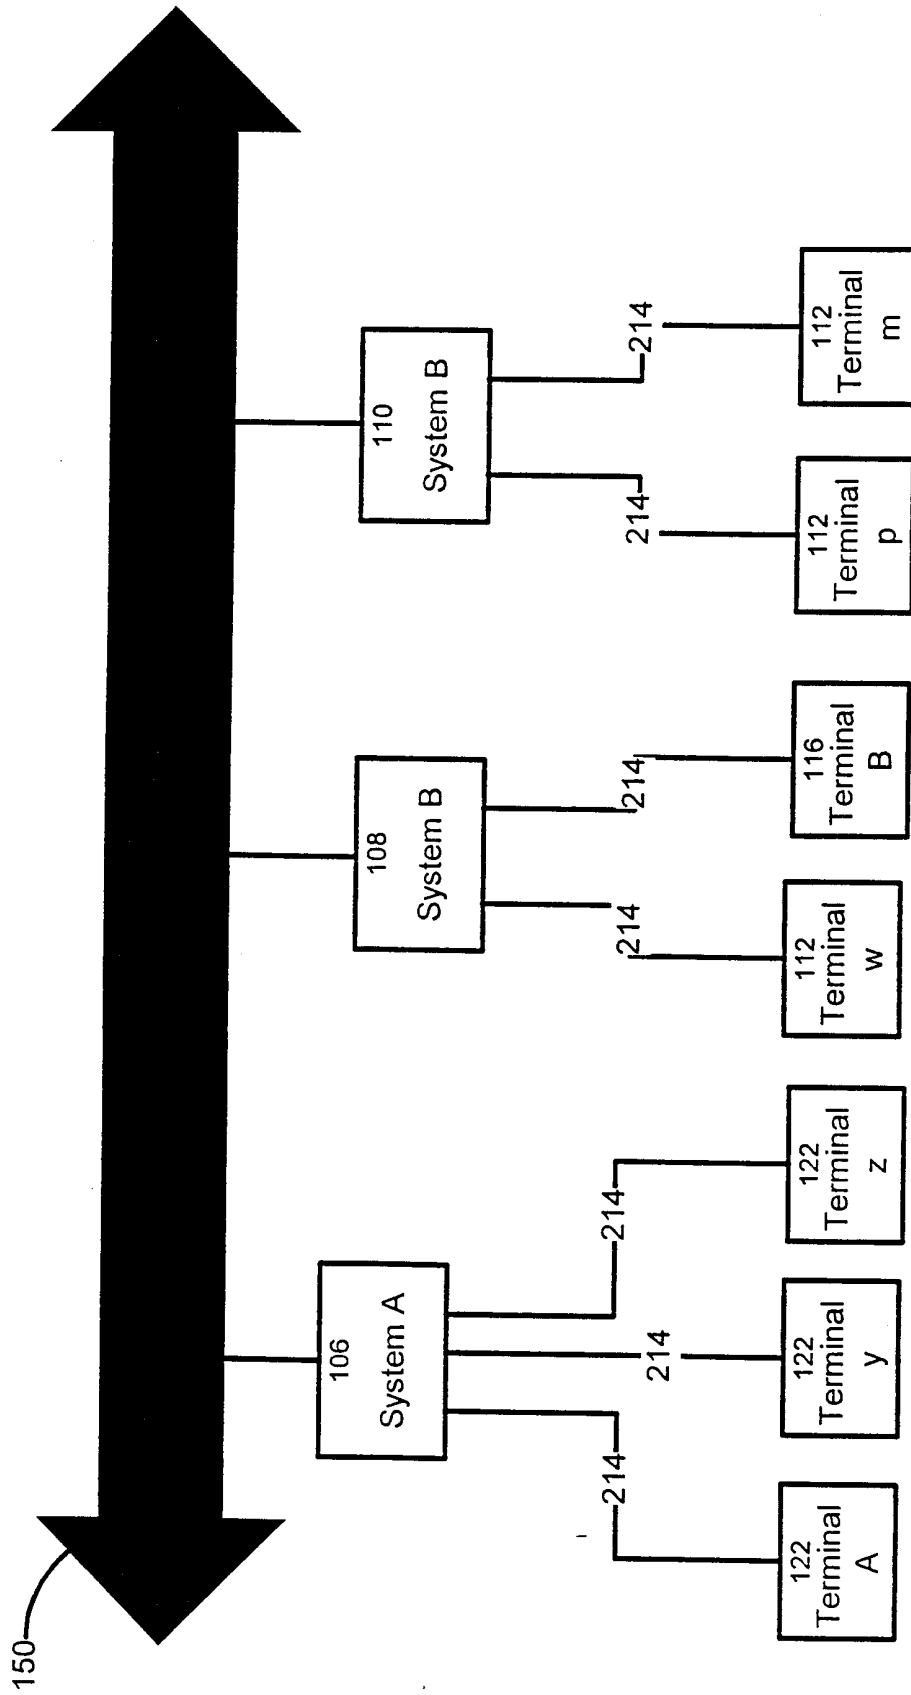 150
106
System A
108
System B
110
System B
214
214
214
214
214
214
214
122
Terminal
A
122
Terminal
y
122
Terminal
z
112
Terminal
w
116
Terminal
B
112
Terminal
p
112
Terminal
m